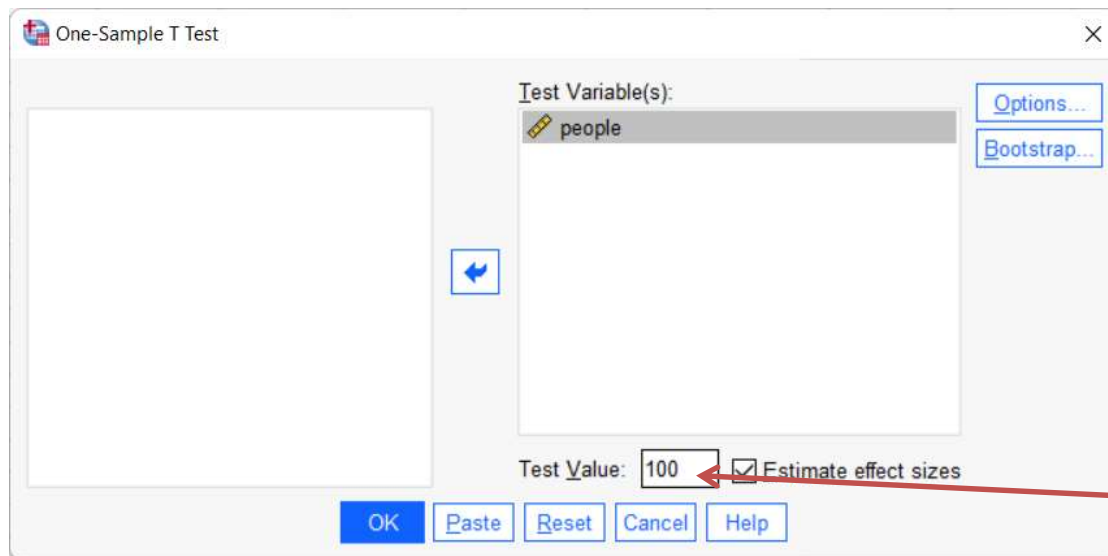 One-Sample T Test
Test Variable(s):
people
Options...
Bootstrap...
Test Value: 100 Estimate effect sizes
OK Paste Reset Cancel Help